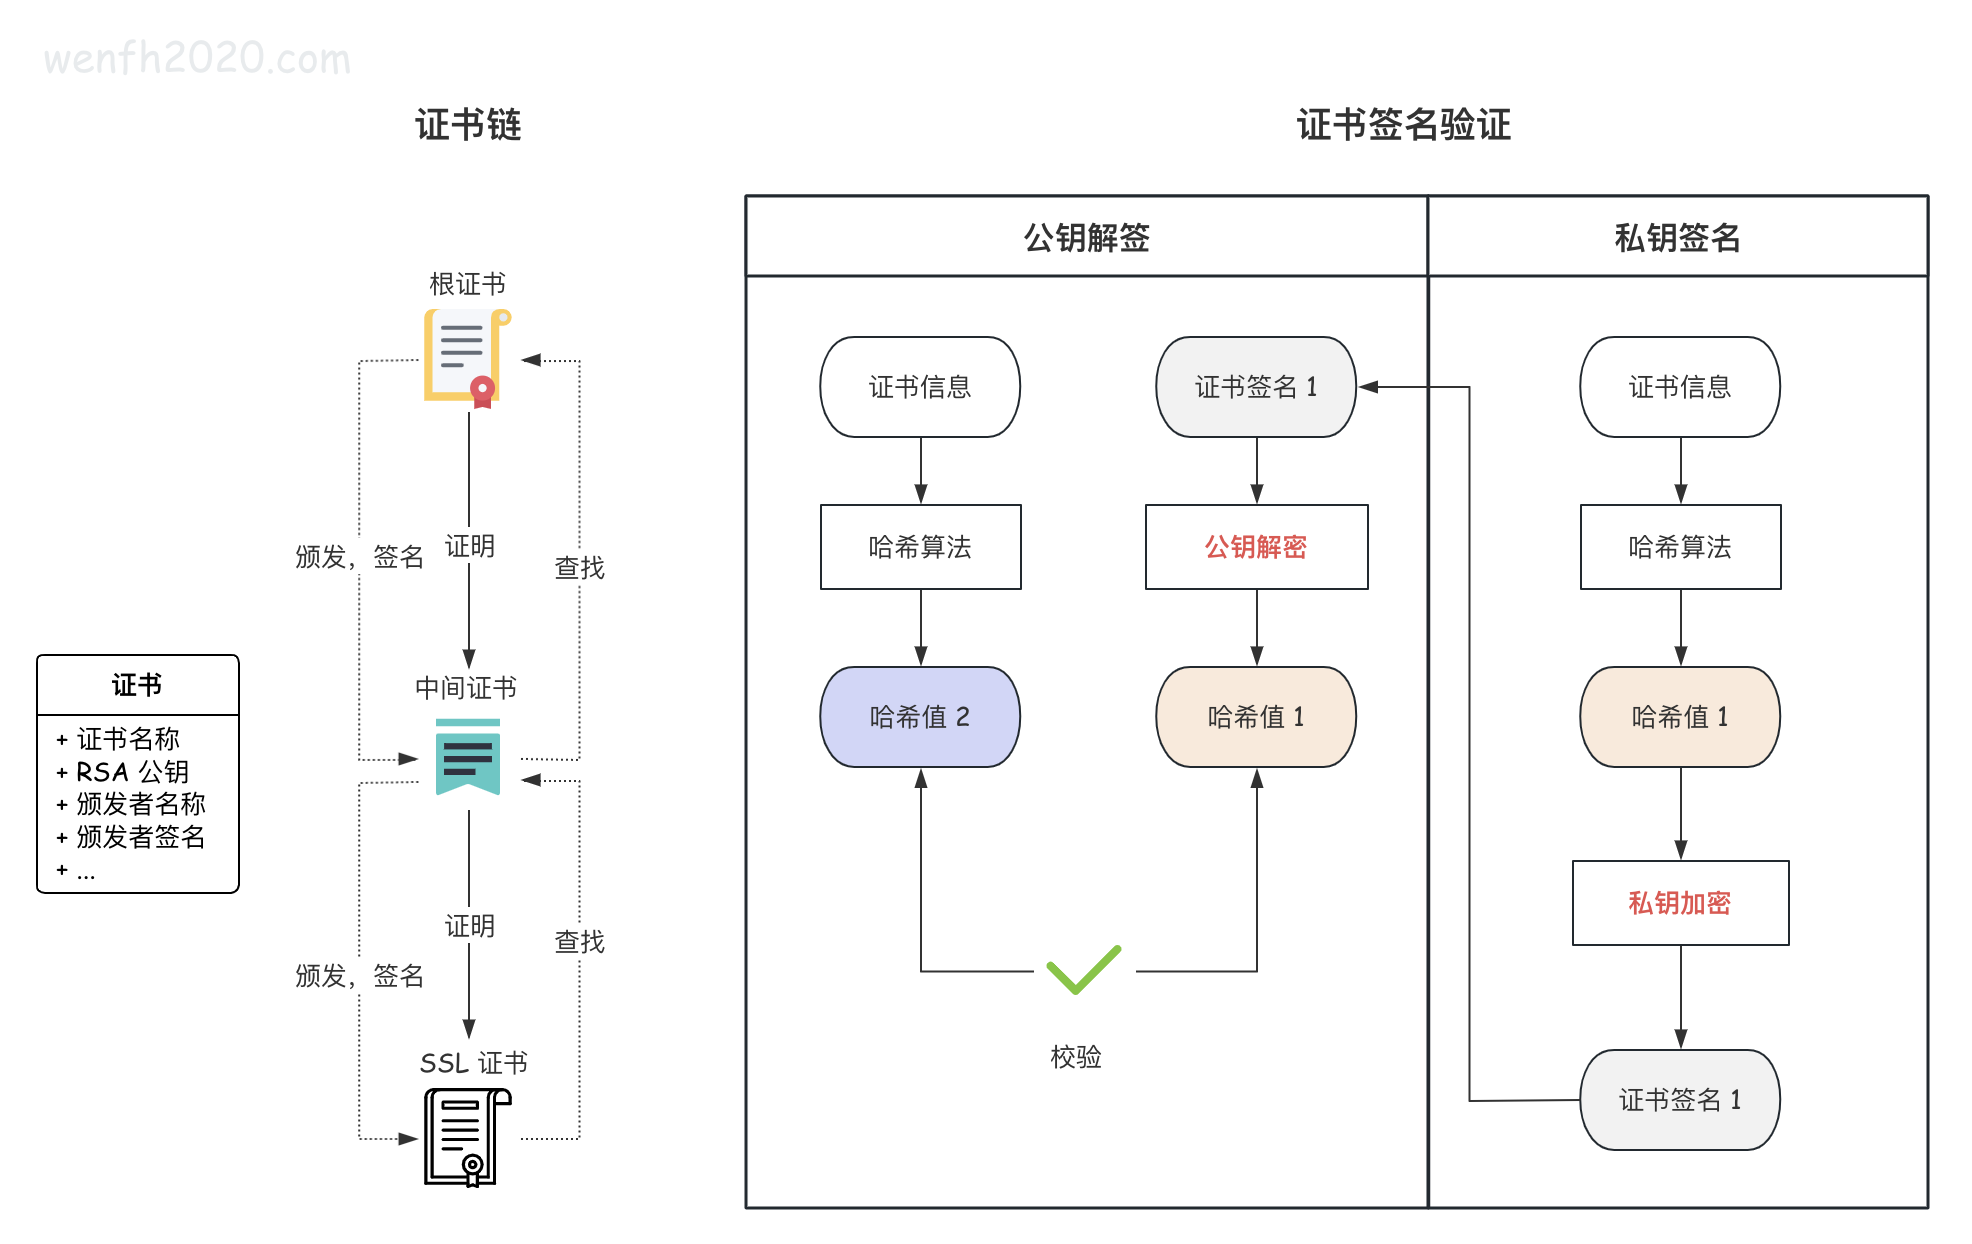 wenfh2020.com
证书链
证书签名验证
根证书
颁发，签名
证明
查找
中间证书
颁发，签名
证明
查找
SSL 证书
证书
+ 证书名称
+ RSA 公钥
+ 颁发者名称
+ 颁发者签名
+ ...
公钥解签
私钥签名
证书信息
证书签名 1
证书信息
哈希算法
公钥解密
哈希算法
哈希值 2
哈希值 1
哈希值 1
私钥加密
校验
证书签名 1